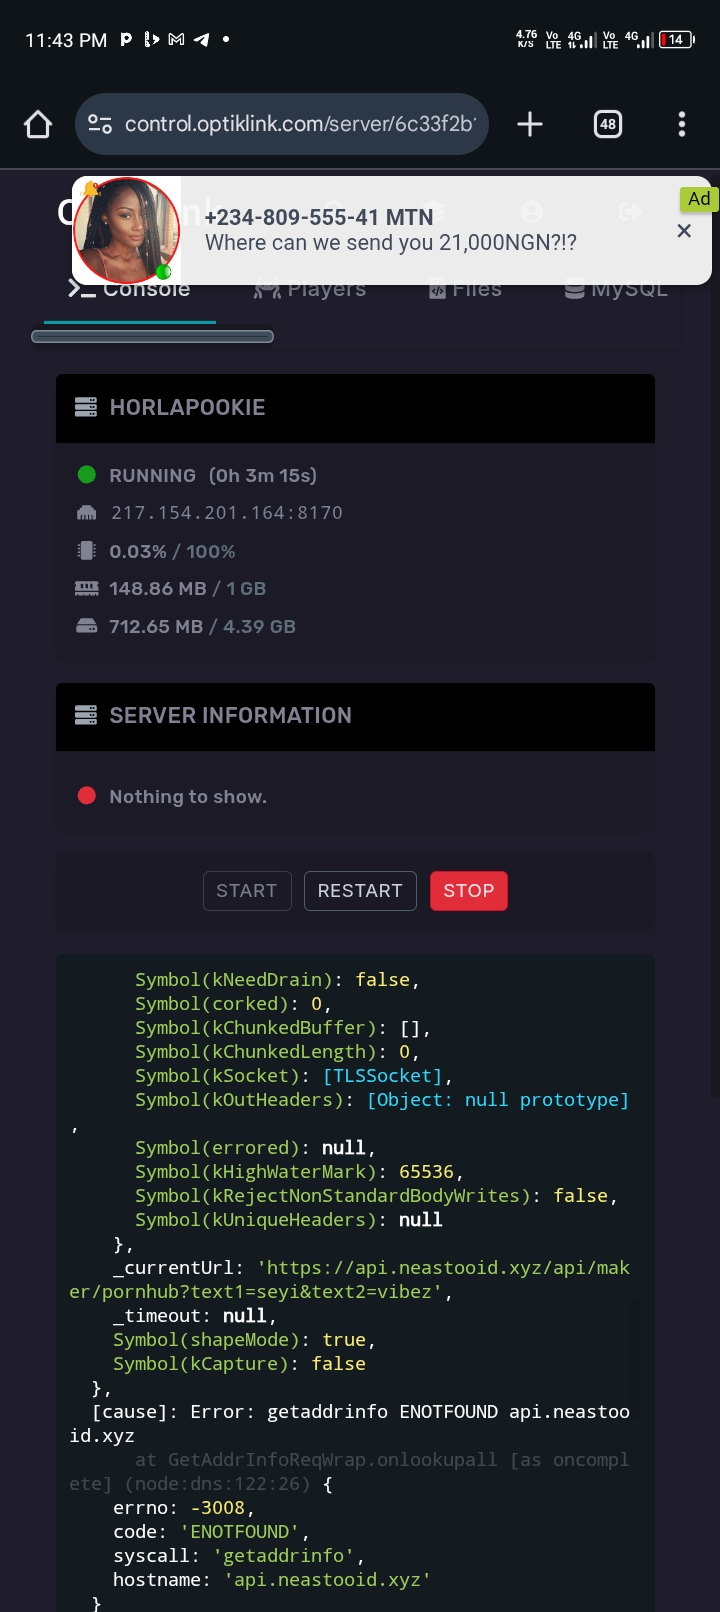 11:43 PM
4.76 K/S Vo LTE 4G Vo LTE 4G 14
control.optiklink.com/server/6c33f2b
48
Ad
+234-809-555-41 MTN
Where can we send you 21,000NGN?!?
Console Players Files MySQL
HORLAPOOKIE
RUNNING (0h 3m 15s)
217.154.201.164:8170
0.03% / 100%
148.86 MB / 1 GB
712.65 MB / 4.39 GB
SERVER INFORMATION
Nothing to show.
START RESTART STOP
Symbol(kNeedDrain): false,
Symbol(corked): 0,
Symbol(kChunkedBuffer): [],
Symbol(kChunkedLength): 0,
Symbol(kSocket): [TLSSocket],
Symbol(kOutHeaders): [Object: null prototype]
,
Symbol(errored): null,
Symbol(kHighWaterMark): 65536,
Symbol(kRejectNonStandardBodyWrites): false,
Symbol(kUniqueHeaders): null
},
_currentUrl: 'https://api.neastooid.xyz/api/mak
er/pornhub?text1=seyi&text2=vibez',
_timeout: null,
Symbol(shapeMode): true,
Symbol(kCapture): false
},
[cause]: Error: getaddrinfo ENOTFOUND api.neastoo
id.xyz
at GetAddrInfoReqWrap.onlookupall [as oncompl
ete] (node:dns:122:26) {
errno: -3008,
code: 'ENOTFOUND',
syscall: 'getaddrinfo',
hostname: 'api.neastooid.xyz'
}